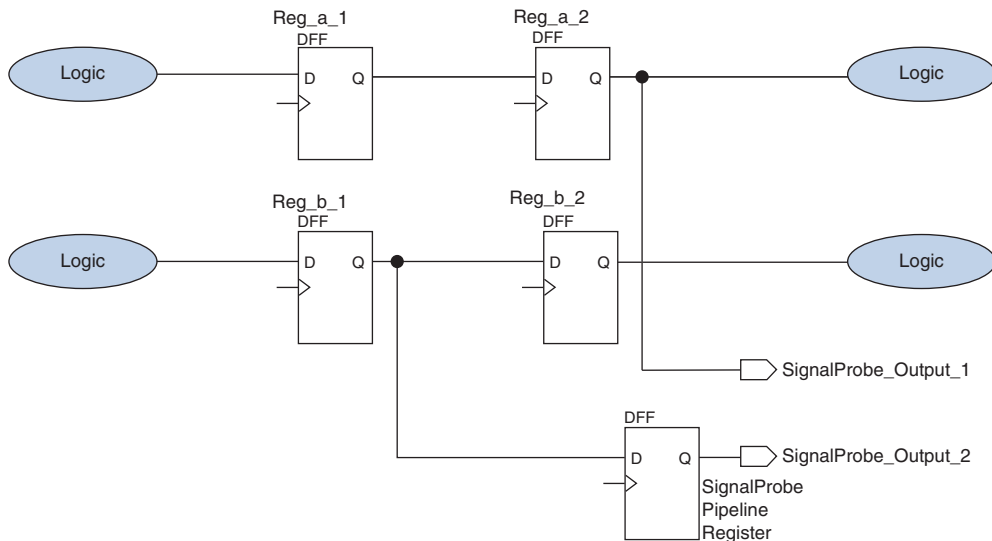 Reg_a_1
Reg_a_2
DFF
DFF
Logic
D Q
D Q
Logic
Reg_b_1
Reg_b_2
DFF
DFF
Logic
D Q
D Q
Logic
SignalProbe_Output_1
DFF
D Q
SignalProbe_Output_2
SignalProbe
Pipeline
Register